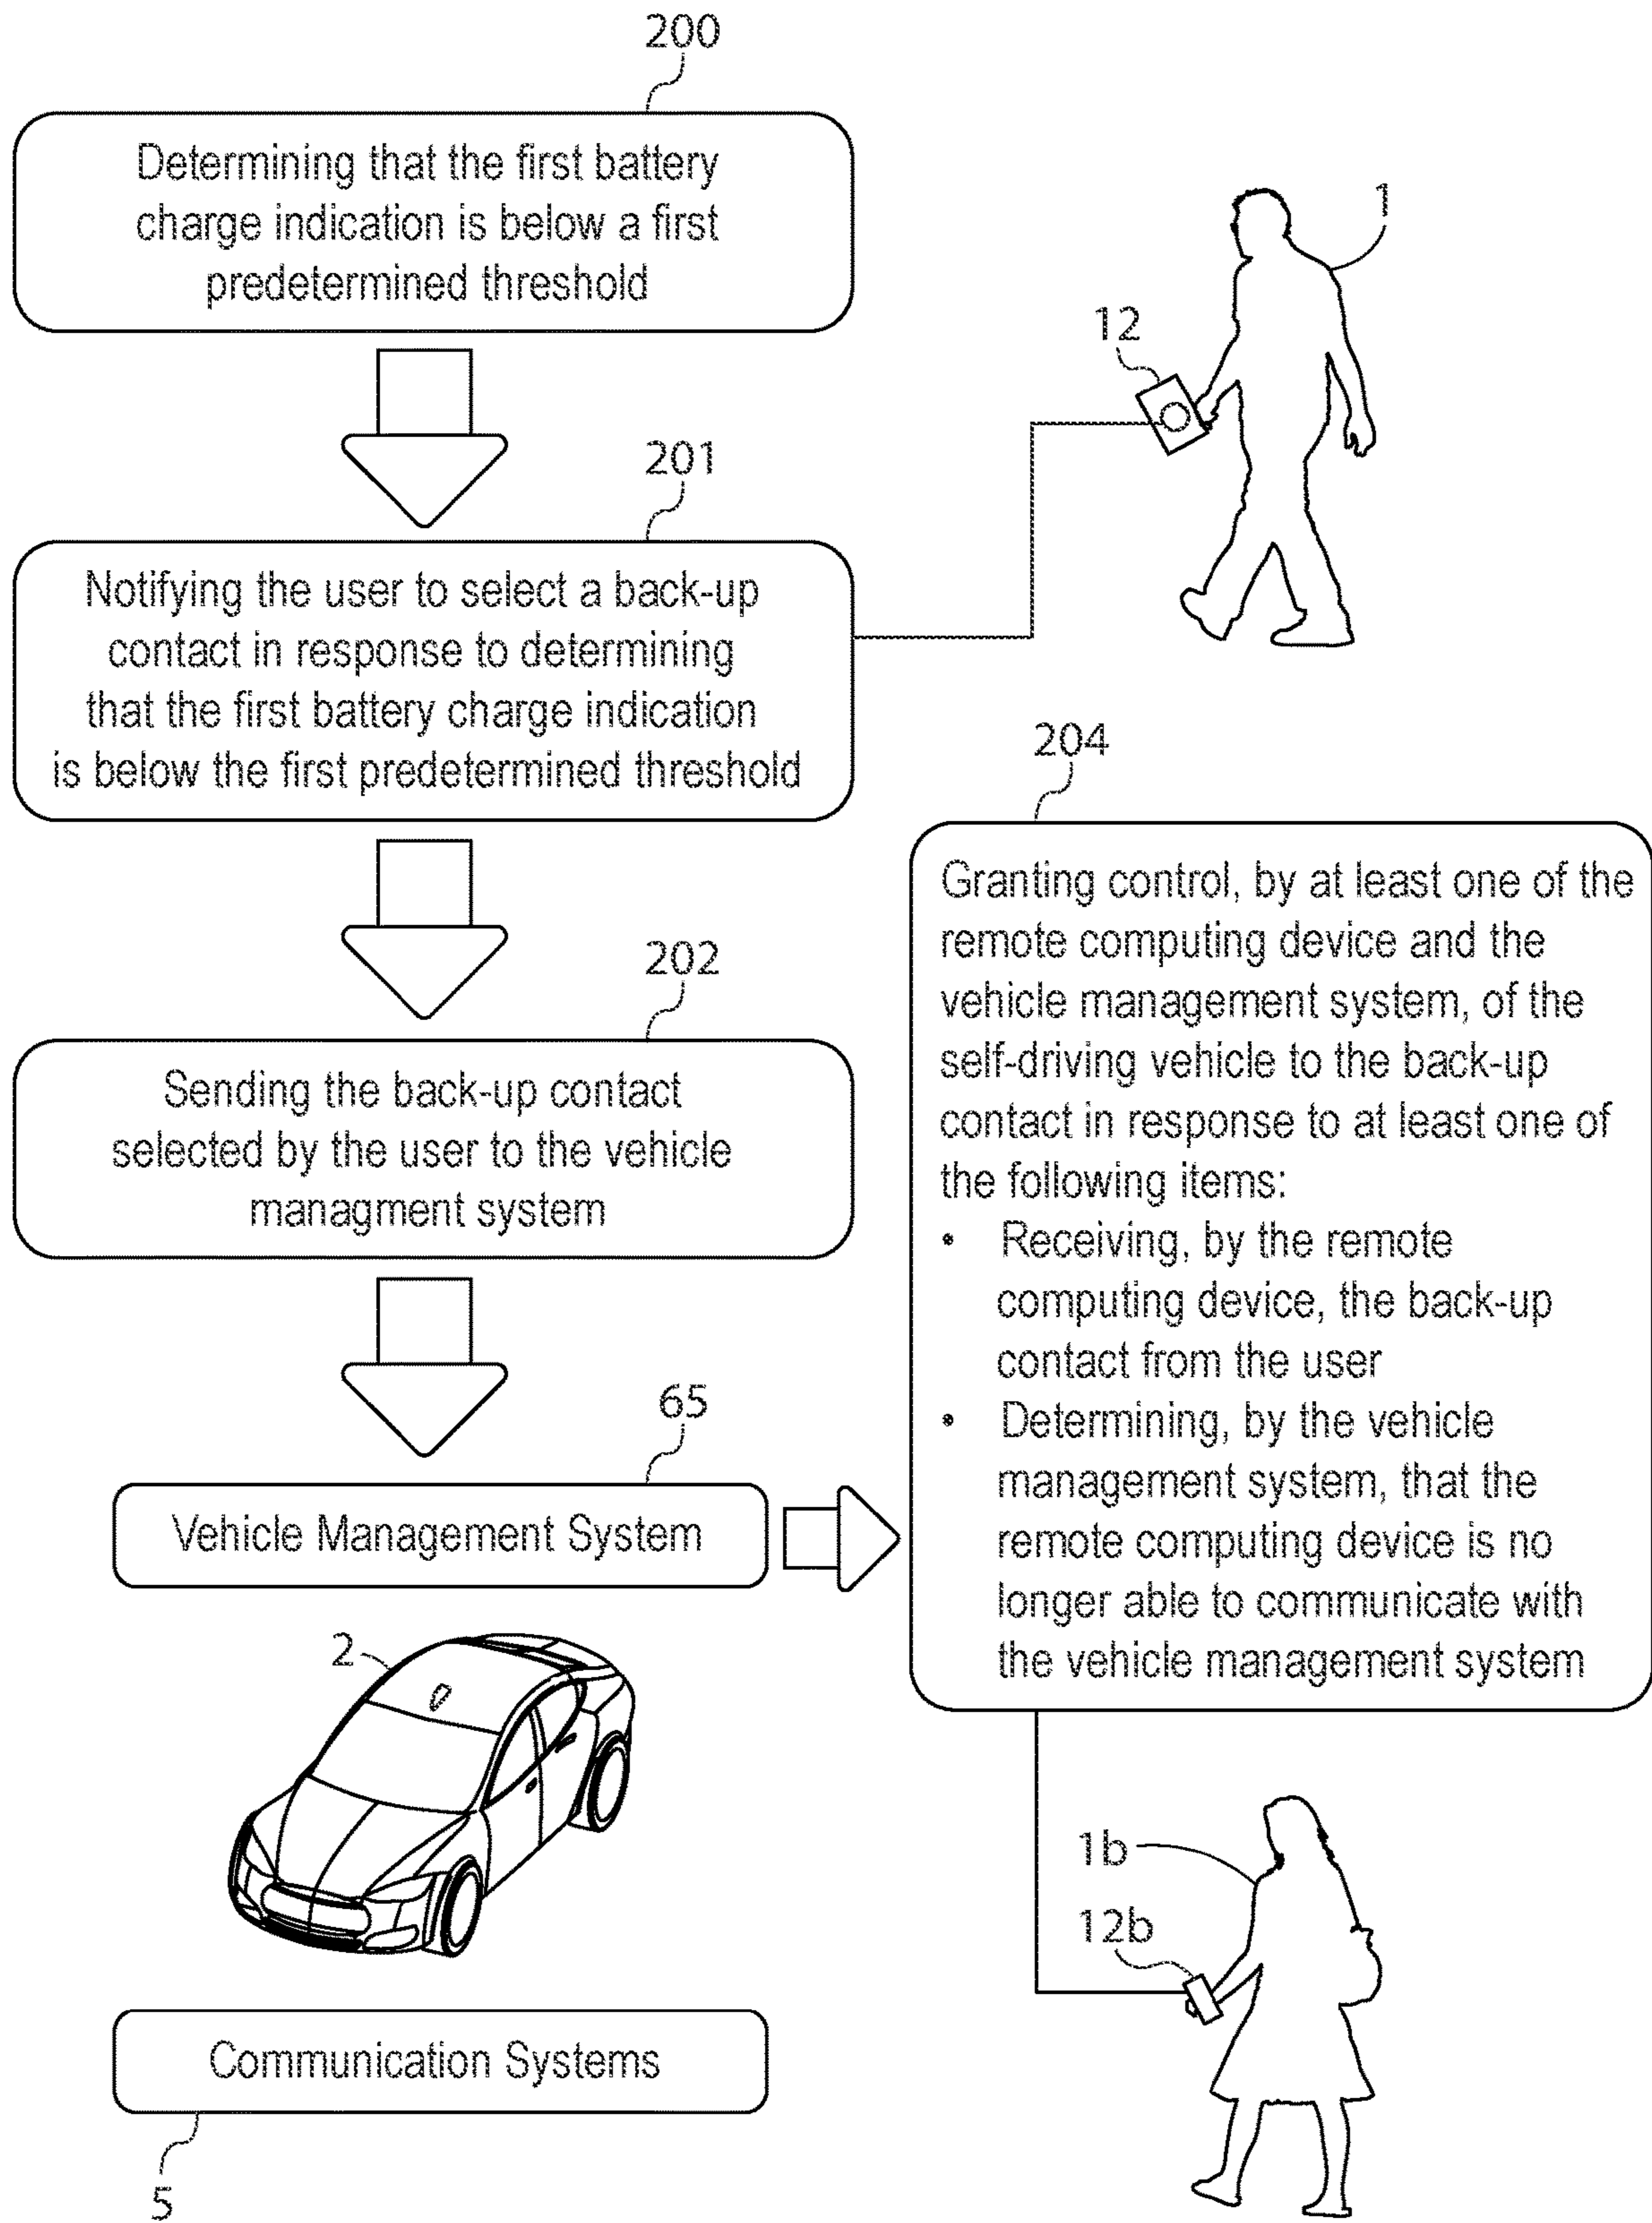 200
Determining that the first battery
charge indication is below a first
predetermined threshold
1
12
201
Notifying the user to select a back-up
contact in response to determining
that the first battery charge indication
is below the first predetermined threshold
204
202
Sending the back-up contact
selected by the user to the vehicle
managment system
Granting control, by at least one of the
remote computing device and the
vehicle management system, of the
self-driving vehicle to the back-up
contact in response to at least one of
the following items:
• Receiving, by the remote
computing device, the back-up
contact from the user
• Determining, by the vehicle
management system, that the
remote computing device is no
longer able to communicate with
the vehicle management system
65
Vehicle Management System
2
1b
12b
Communication Systems
5